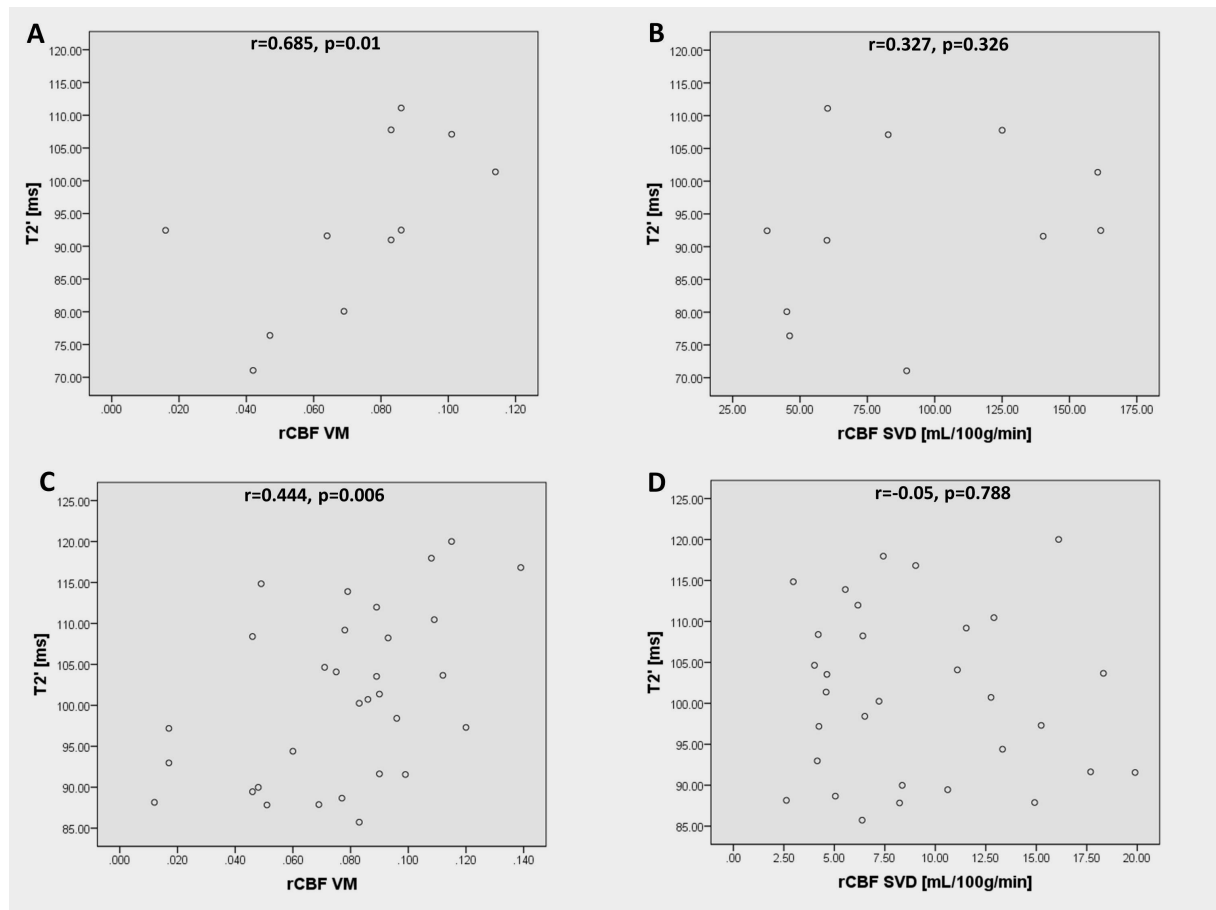 A
r=0.685, p=0.01
120.00
115.00
110.00
105.00
100.00
95.00
90.00
85.00
80.00
75.00
70.00
T2' [ms]
.000 .020 .040 .060 .080 .100 .120
rCBF VM
B
r=0.327, p=0.326
120.00
115.00
110.00
105.00
100.00
95.00
90.00
85.00
80.00
75.00
70.00
T2' [ms]
25.00 50.00 75.00 100.00 125.00 150.00 175.00
rCBF SVD [mL/100g/min]
C
r=0.444, p=0.006
125.00
120.00
115.00
110.00
105.00
100.00
95.00
90.00
85.00
T2' [ms]
.000 .020 .040 .060 .080 .100 .120 .140
rCBF VM
D
r=-0.05, p=0.788
125.00
120.00
115.00
110.00
105.00
100.00
95.00
90.00
85.00
T2' [ms]
.00 2.50 5.00 7.50 10.00 12.50 15.00 17.50 20.00
rCBF SVD [mL/100g/min]